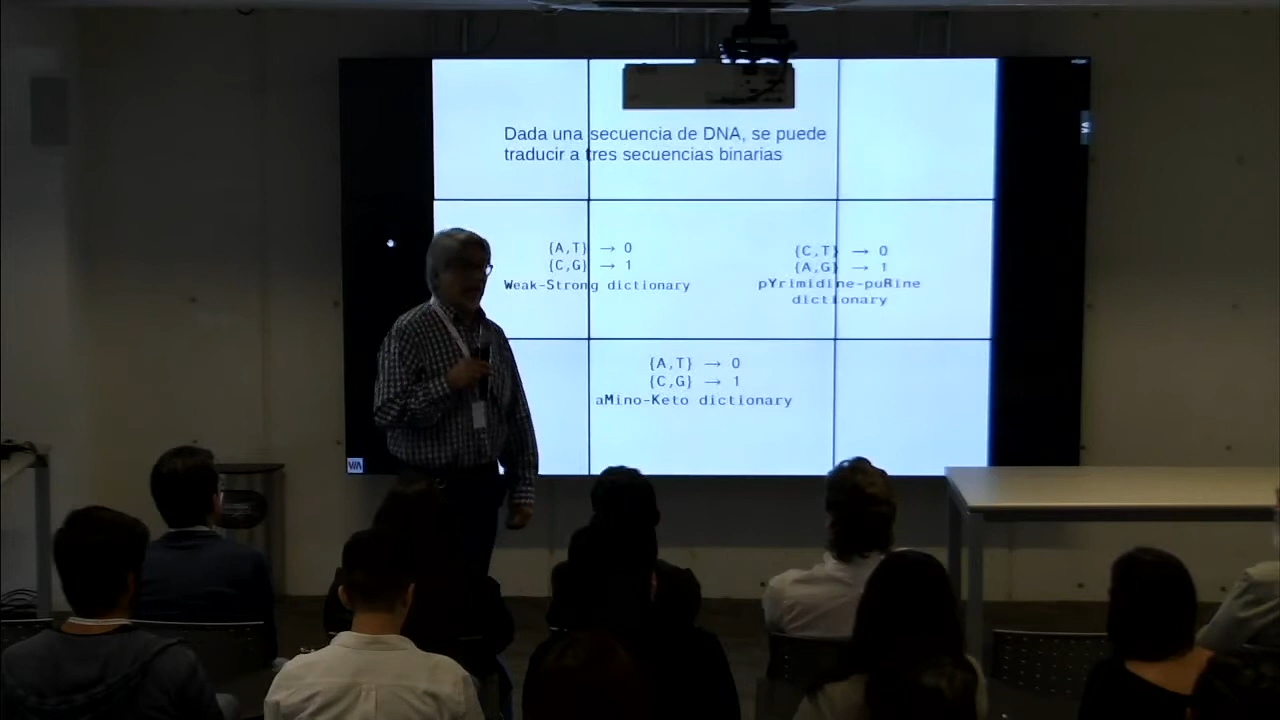 Dada una secuencia de DNA, se puede
traducir a tres secuencias binarias
{A,T} → 0
{C,G} → 1
Weak-Strong dictionary
{C,T} → 0
{A,G} → 1
pYrimidine-puRine
dictionary
{A,T} → 0
{C,G} → 1
aMino-Keto dictionary